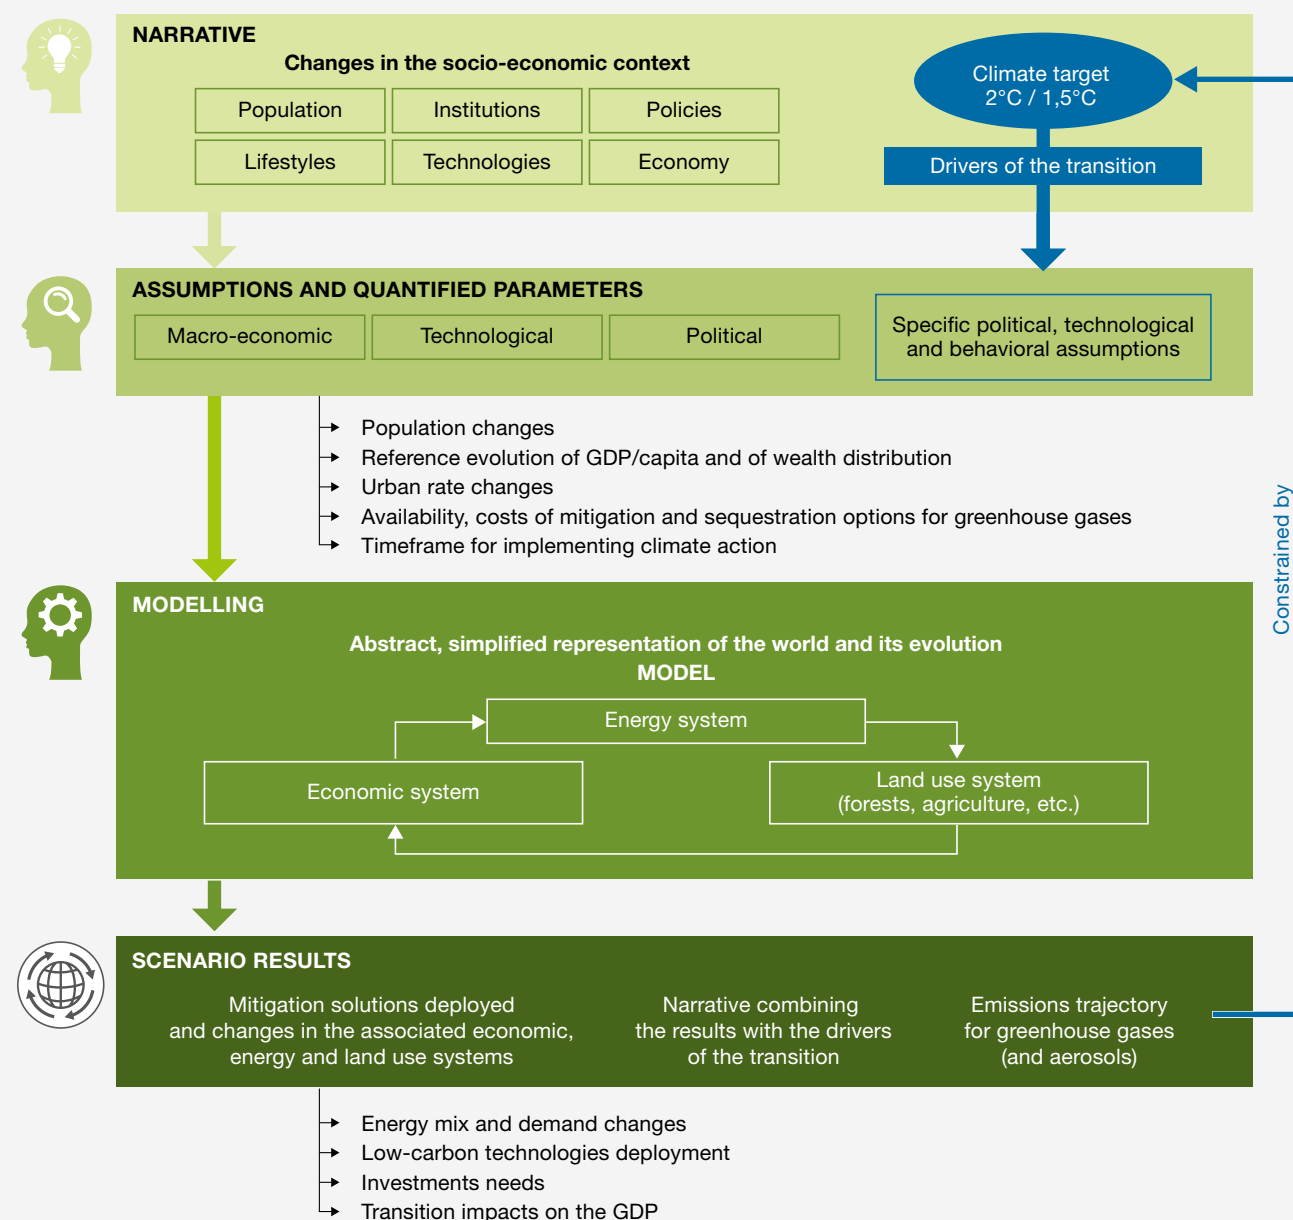 NARRATIVE
Changes in the socio-economic context
Population
Institutions
Policies
Lifestyles
Technologies
Economy
Climate target
2°C / 1,5°C
Drivers of the transition
ASSUMPTIONS AND QUANTIFIED PARAMETERS
Macro-economic
Technological
Political
Specific political, technological
and behavioral assumptions
Population changes
Reference evolution of GDP/capita and of wealth distribution
Urban rate changes
Availability, costs of mitigation and sequestration options for greenhouse gases
Timeframe for implementing climate action
Constrained by
MODELLING
Abstract, simplified representation of the world and its evolution
MODEL
Energy system
Economic system
Land use system
(forests, agriculture, etc.)
SCENARIO RESULTS
Mitigation solutions deployed
and changes in the associated economic,
energy and land use systems
Narrative combining
the results with the drivers
of the transition
Emissions trajectory
for greenhouse gases
(and aerosols)
Energy mix and demand changes
Low-carbon technologies deployment
Investments needs
Transition impacts on the GDP